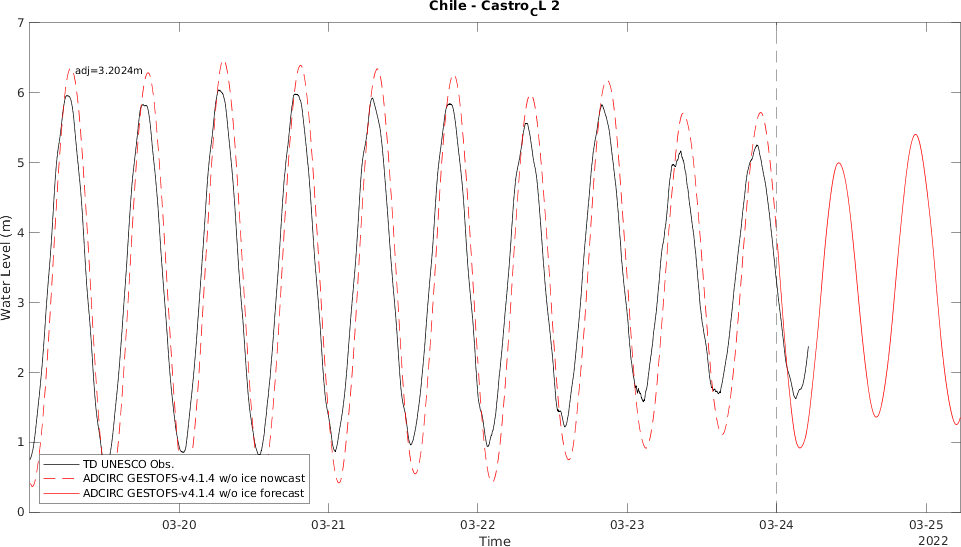 Chile - Castro_CL 2
7
adj=3.2024m
6
5
4
3
2
1
0
Water Level (m)
TD UNESCO Obs.
ADCIRC GESTOFS-v4.1.4 w/o ice nowcast
ADCIRC GESTOFS-v4.1.4 w/o ice forecast
03-20 03-21 03-22 03-23 03-24 03-25
Time 2022